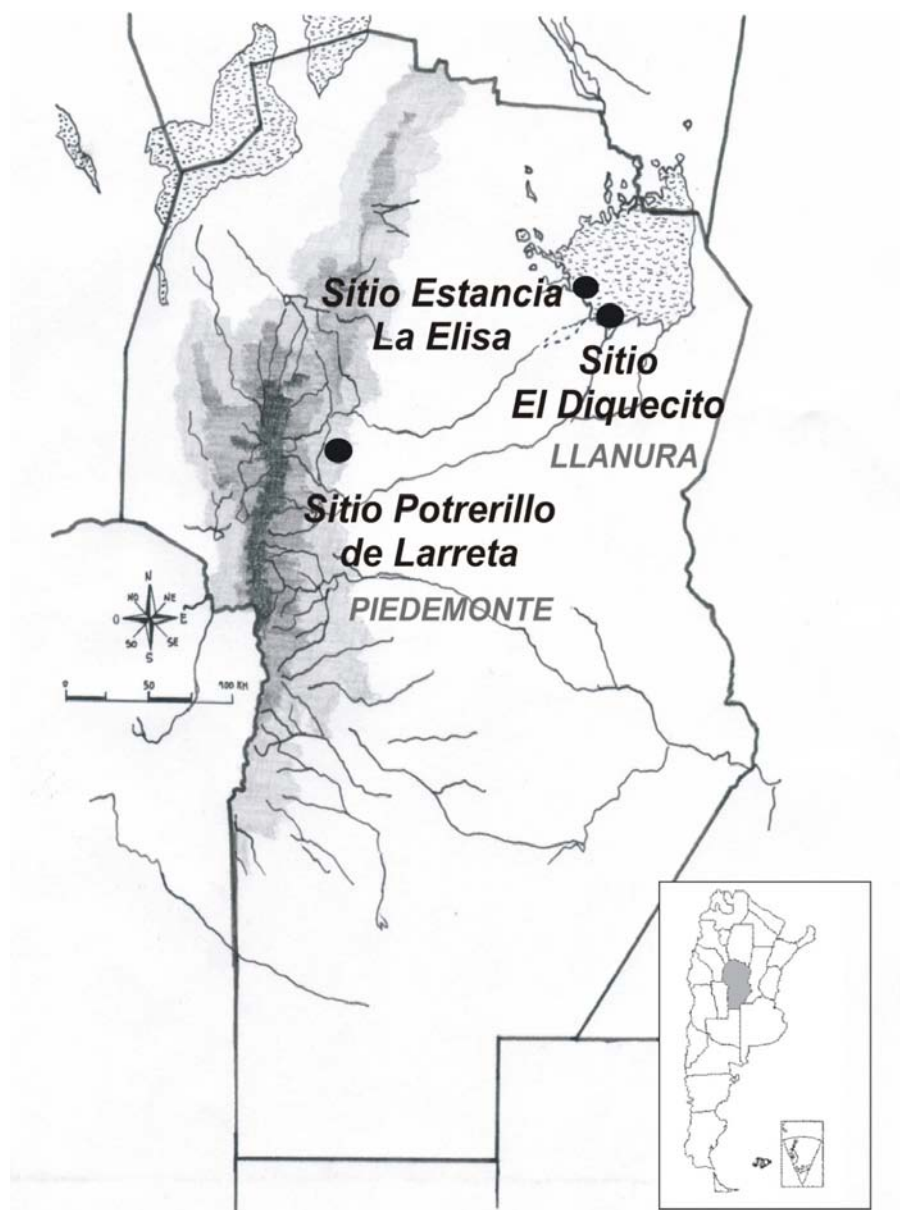 Sitio Estancia
La Elisa
Sitio
El Diquecito
LLANURA
Sitio Potrerillo
de Larreta
PIEDEMONTE
N
NO NE
O E
SO SE
S
0 50 100 KM